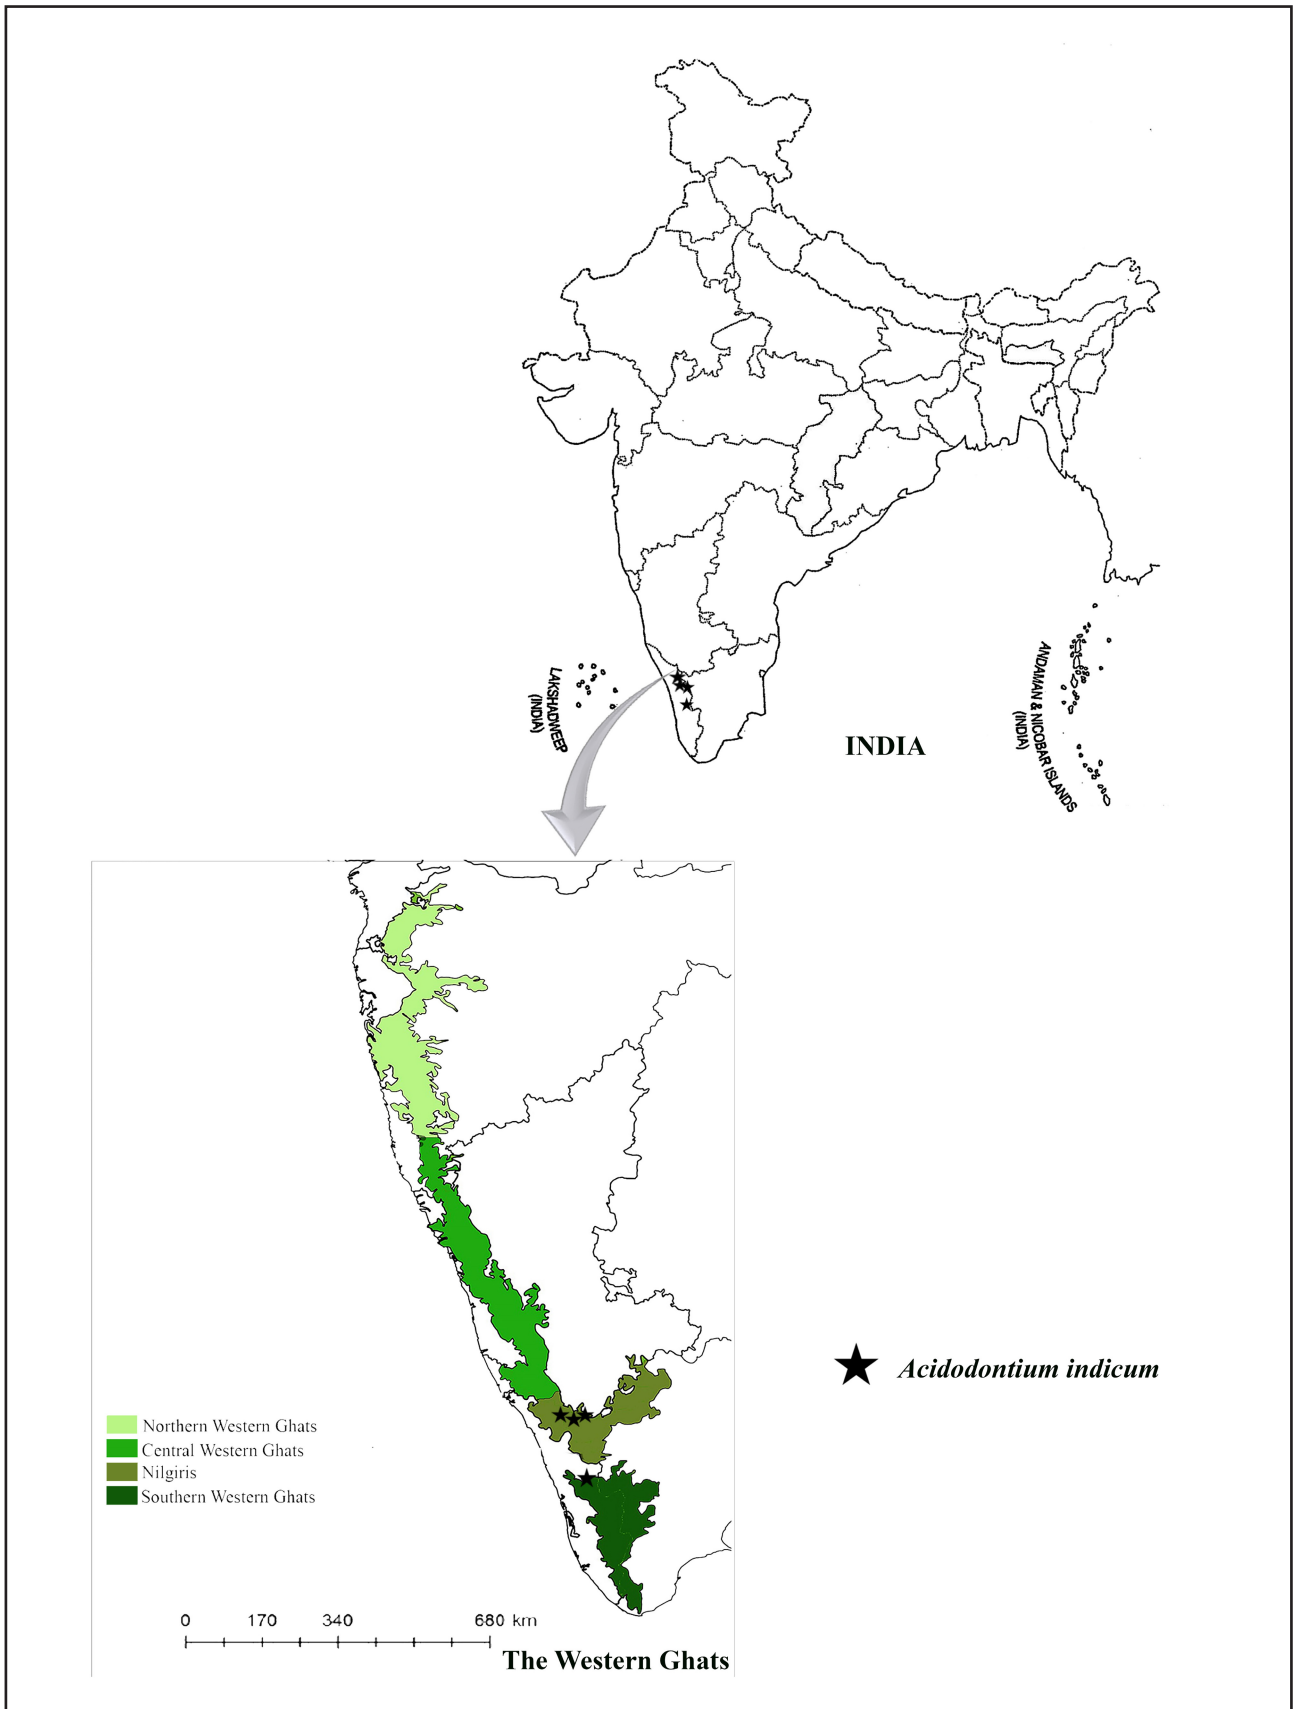 LAKSHADWEEP
(INDIA)
ANDAMAN & NICOBAR ISLANDS
(INDIA)
INDIA
Acidodontium indicum
Northern Western Ghats
Central Western Ghats
Nilgiris
Southern Western Ghats
0 170 340 680 km
The Western Ghats